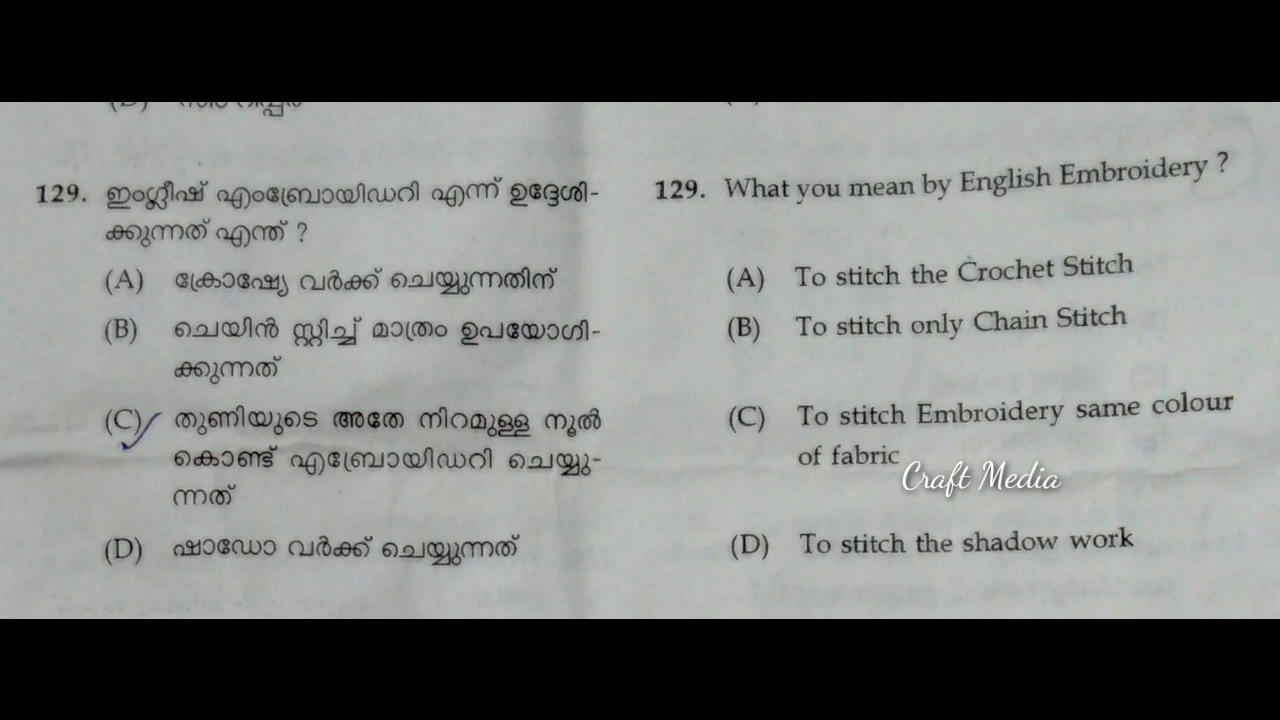 129. ഇംഗ്ലീഷ് എംബ്രോയിഡറി എന്ന് ഉദ്ദേശി-
ക്കുന്നത് എന്ത് ?
(A) ക്രോഷ്യേ വർക്ക് ചെയ്യുന്നതിന്
(B) ചെയിൻ സ്റ്റിച്ച് മാത്രം ഉപയോഗി-
ക്കുന്നത്
(C) തുണിയുടെ അതേ നിറമുള്ള നൂൽ
കൊണ്ട് എബ്രോയിഡറി ചെയ്യു-
ന്നത്
(D) ഷാഡോ വർക്ക് ചെയ്യുന്നത്
129. What you mean by English Embroidery ?
(A) To stitch the Crochet Stitch
(B) To stitch only Chain Stitch
(C) To stitch Embroidery same colour
of fabric
Craft Media
(D) To stitch the shadow work